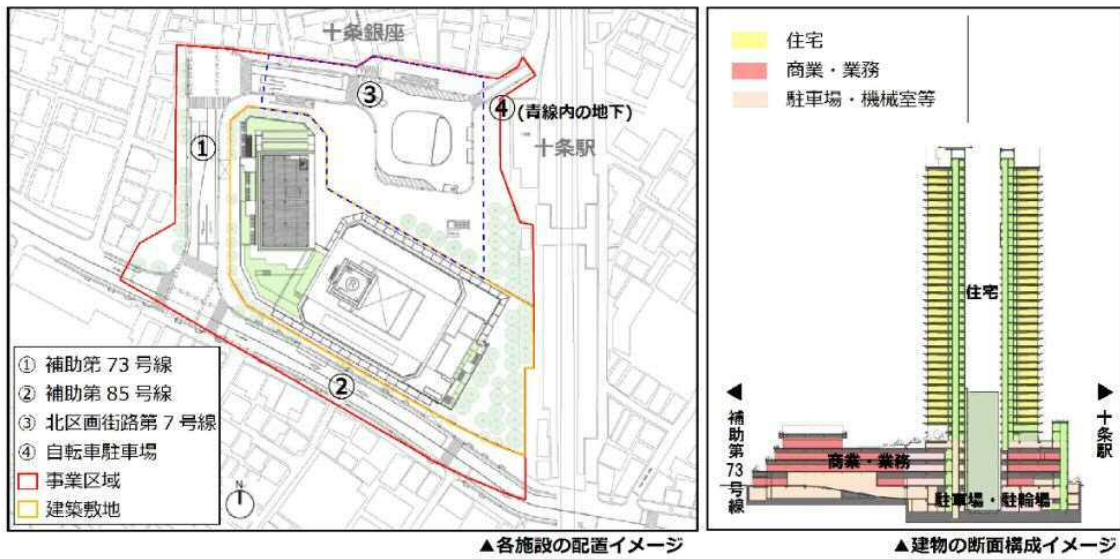 十条銀座
③
④(青線内の地下)
十条駅
①
②
N
① 補助第73号線
② 補助第85号線
③ 北区画街路第7号線
④ 自転車駐車場
事業区域
建築敷地
▲各施設の配置イメージ
住宅
商業・業務
駐車場・機械室等
住宅
補助第73号線
十条駅
商業・業務
駐車場・駐輪場
▲建物の断面構成イメージ